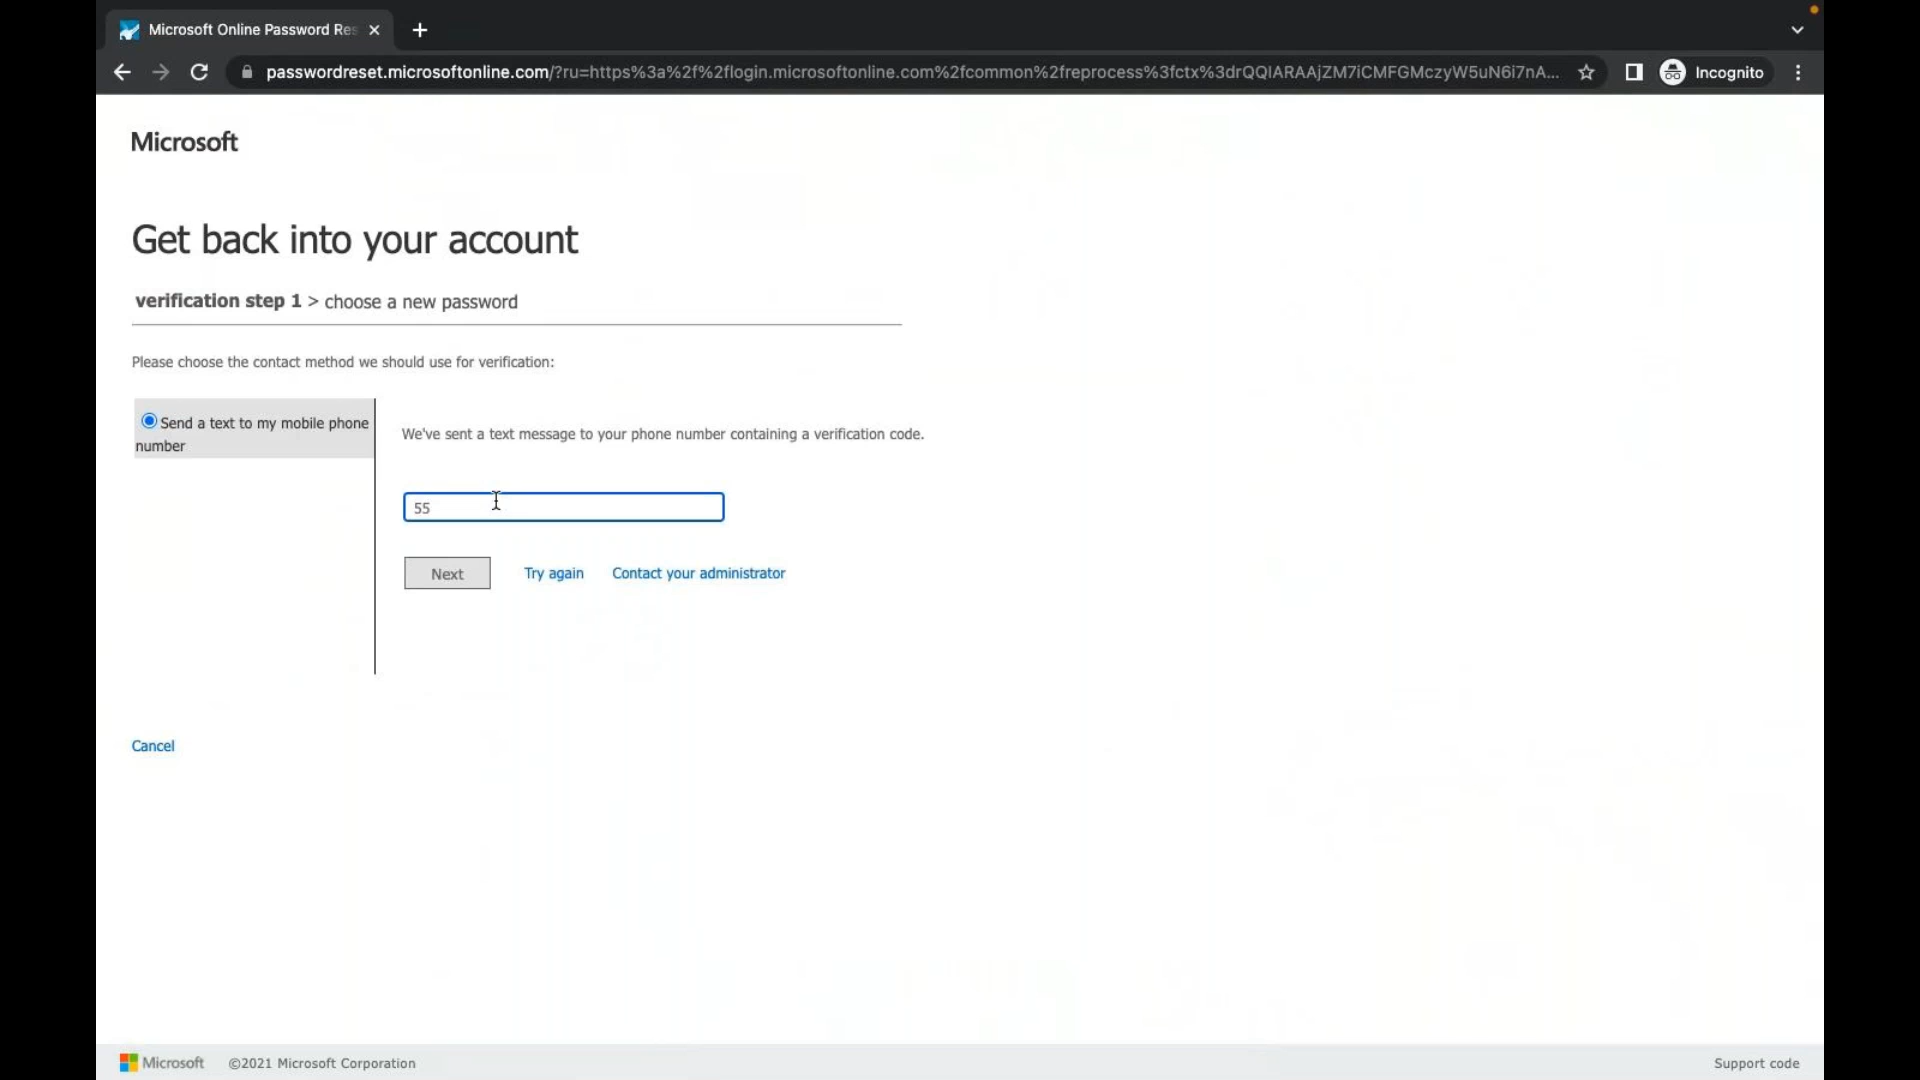 Microsoft Online Password Res
passwordreset.microsoftonline.com/?ru=https%3a%2f%2flogin.microsoftonline.com%2fcommon%2freprocess%3fctx%3drQQIARAAjZM7iCMFGMczyW5uN6i7nA...
Incognito
Microsoft
Get back into your account
verification step 1 > choose a new password
Please choose the contact method we should use for verification:
Send a text to my mobile phone
number
We've sent a text message to your phone number containing a verification code.
55
Next Try again Contact your administrator
Cancel
Microsoft ©2021 Microsoft Corporation Support code